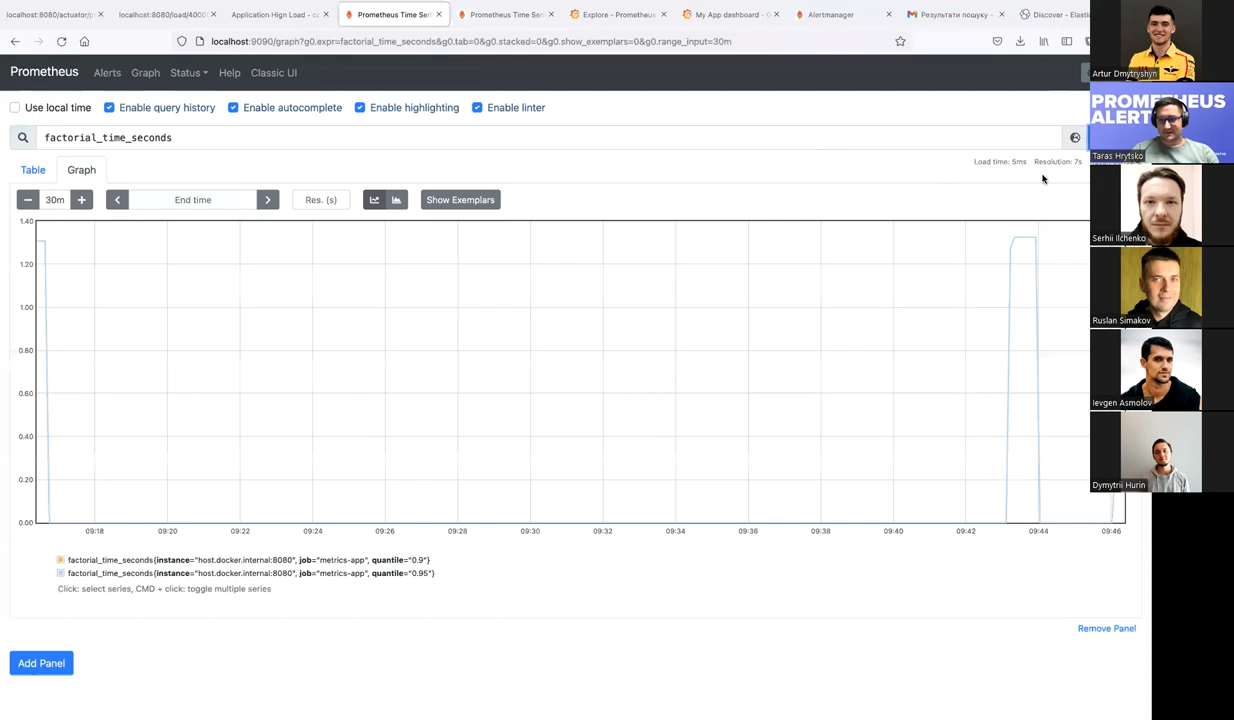 localhost:8080/actuator/p
localhost:8080/load/4000
Application Hign Load - c
Prometheus Time Seri
Prometheus Time Seri
Explore - Prometheus
My App dashboard - G
Alertmanager
Результати пошуку -
Discover - Elastic
localhost:9090/graph?g0.expr=factorial_time_seconds&g0.tab=0&g0.stacked=0&g0.show_exemplars=0&g0.range_input=30m
Prometheus
Alerts
Graph
Status
Help
Classic UI
Use local time
Enable query history
Enable autocomplete
Enable highlighting
Enable linter
factorial_time_seconds
Table
Graph
Load time: 5ms
Resolution: 7s
30m
End time
Res. (s)
Show Exemplars
1.40
1.20
1.00
0.80
0.60
0.40
0.20
0.00
09:18
09:20
09:22
09:24
09:26
09:28
09:30
09:32
09:34
09:36
09:38
09:40
09:42
09:44
09:46
factorial_time_seconds{instance="host.docker.internal:8080", job="metrics-app", quantile="0.9"}
factorial_time_seconds{instance="host.docker.internal:8080", job="metrics-app", quantile="0.95"}
Click: select series, CMD + click: toggle multiple series
Remove Panel
Add Panel
Artur Dmytryshyn
PROMETHEUS
ALERT
Taras Hrytsko
Serhii Ilchenko
Ruslan Simakov
Ievgen Asmolov
Dymytrii Hurin